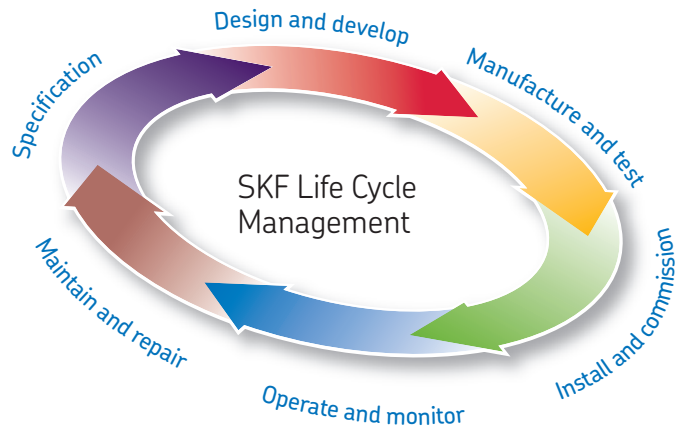 Design and develop
Manufacture and test
Specification
SKF Life Cycle
Management
Install and commission
Maintain and repair
Operate and monitor